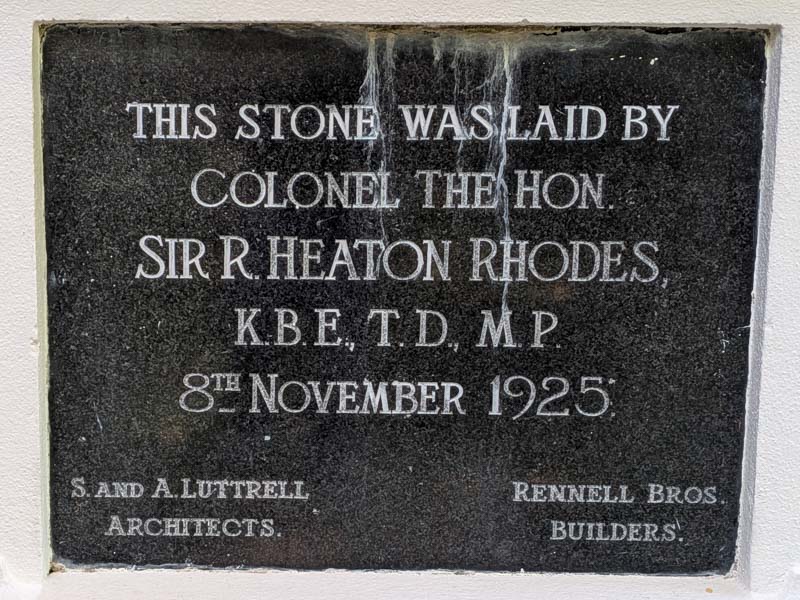 THIS STONE WAS LAID BY
COLONEL THE HON.
SIR R. HEATON RHODES,
K.B.E., T.D., M.P.
8TH NOVEMBER 1925.
S. AND A. LUTTRELL
ARCHITECTS.
RENNELL BROS.
BUILDERS.